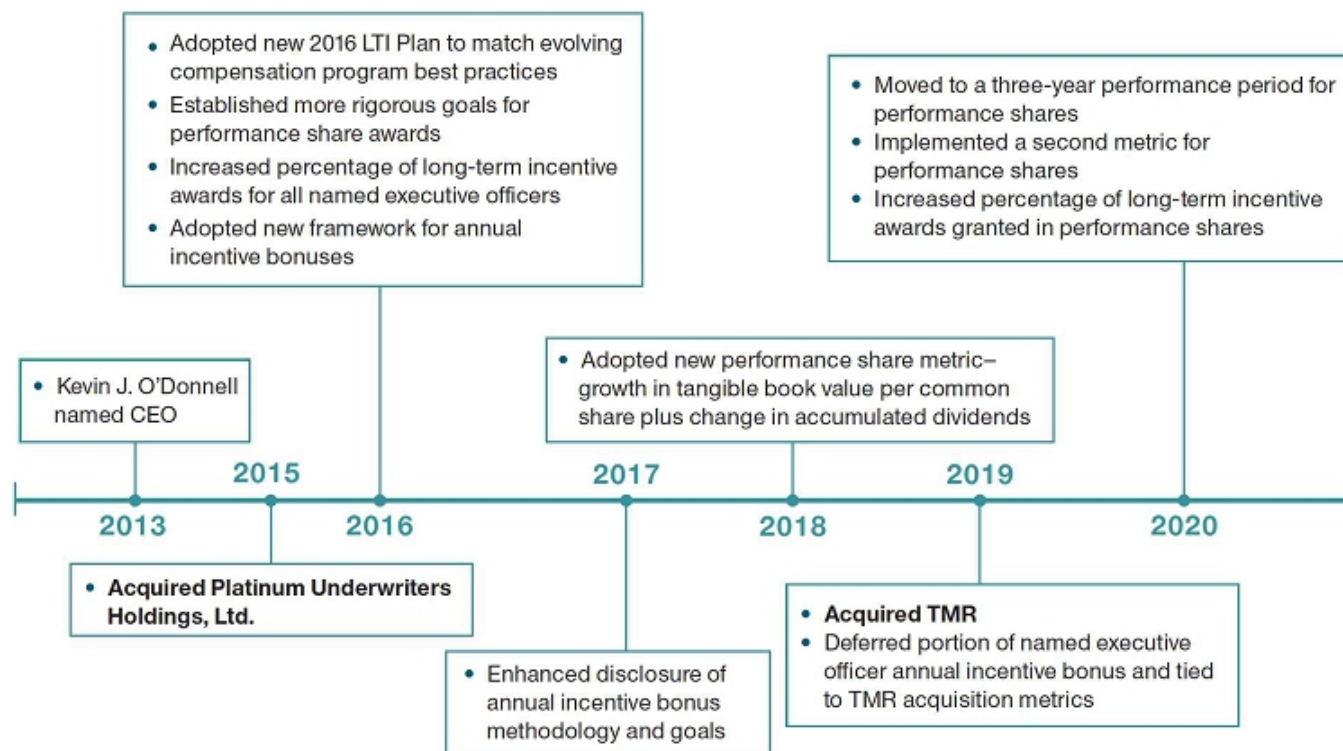 • Adopted new 2016 LTI Plan to match evolving
compensation program best practices
• Established more rigorous goals for
performance share awards
• Increased percentage of long-term incentive
awards for all named executive officers
• Adopted new framework for annual
incentive bonuses
• Moved to a three-year performance period for
performance shares
• Implemented a second metric for
performance shares
• Increased percentage of long-term incentive
awards granted in performance shares
• Kevin J. O’Donnell
named CEO
• Adopted new performance share metric–
growth in tangible book value per common
share plus change in accumulated dividends
2015
2017
2019
2013
2016
2018
2020
• Acquired Platinum Underwriters
Holdings, Ltd.
• Enhanced disclosure of
annual incentive bonus
methodology and goals
• Acquired TMR
• Deferred portion of named executive
officer annual incentive bonus and tied
to TMR acquisition metrics